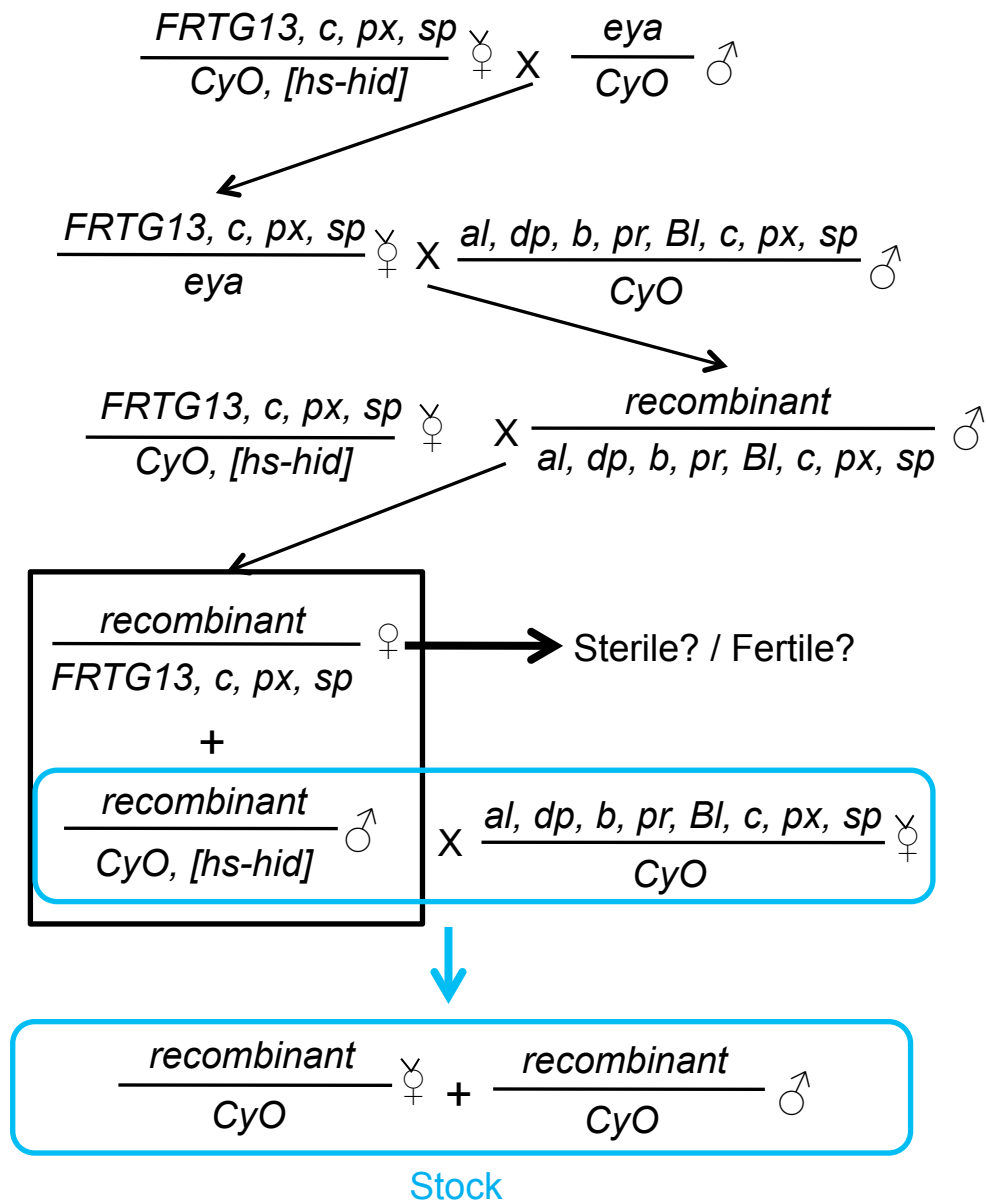 FRTG13, c, px, sp ☿ X eya ♂
CyO, [hs-hid] CyO
FRTG13, c, px, sp ☿ X al, dp, b, pr, Bl, c, px, sp ♂
eya CyO
FRTG13, c, px, sp ☿ X recombinant ♂
CyO, [hs-hid] al, dp, b, pr, Bl, c, px, sp
recombinant ♀ Sterile? / Fertile?
FRTG13, c, px, sp
+
recombinant ♂ X al, dp, b, pr, Bl, c, px, sp ☿
CyO, [hs-hid] CyO
recombinant ☿ + recombinant ♂
CyO CyO
Stock